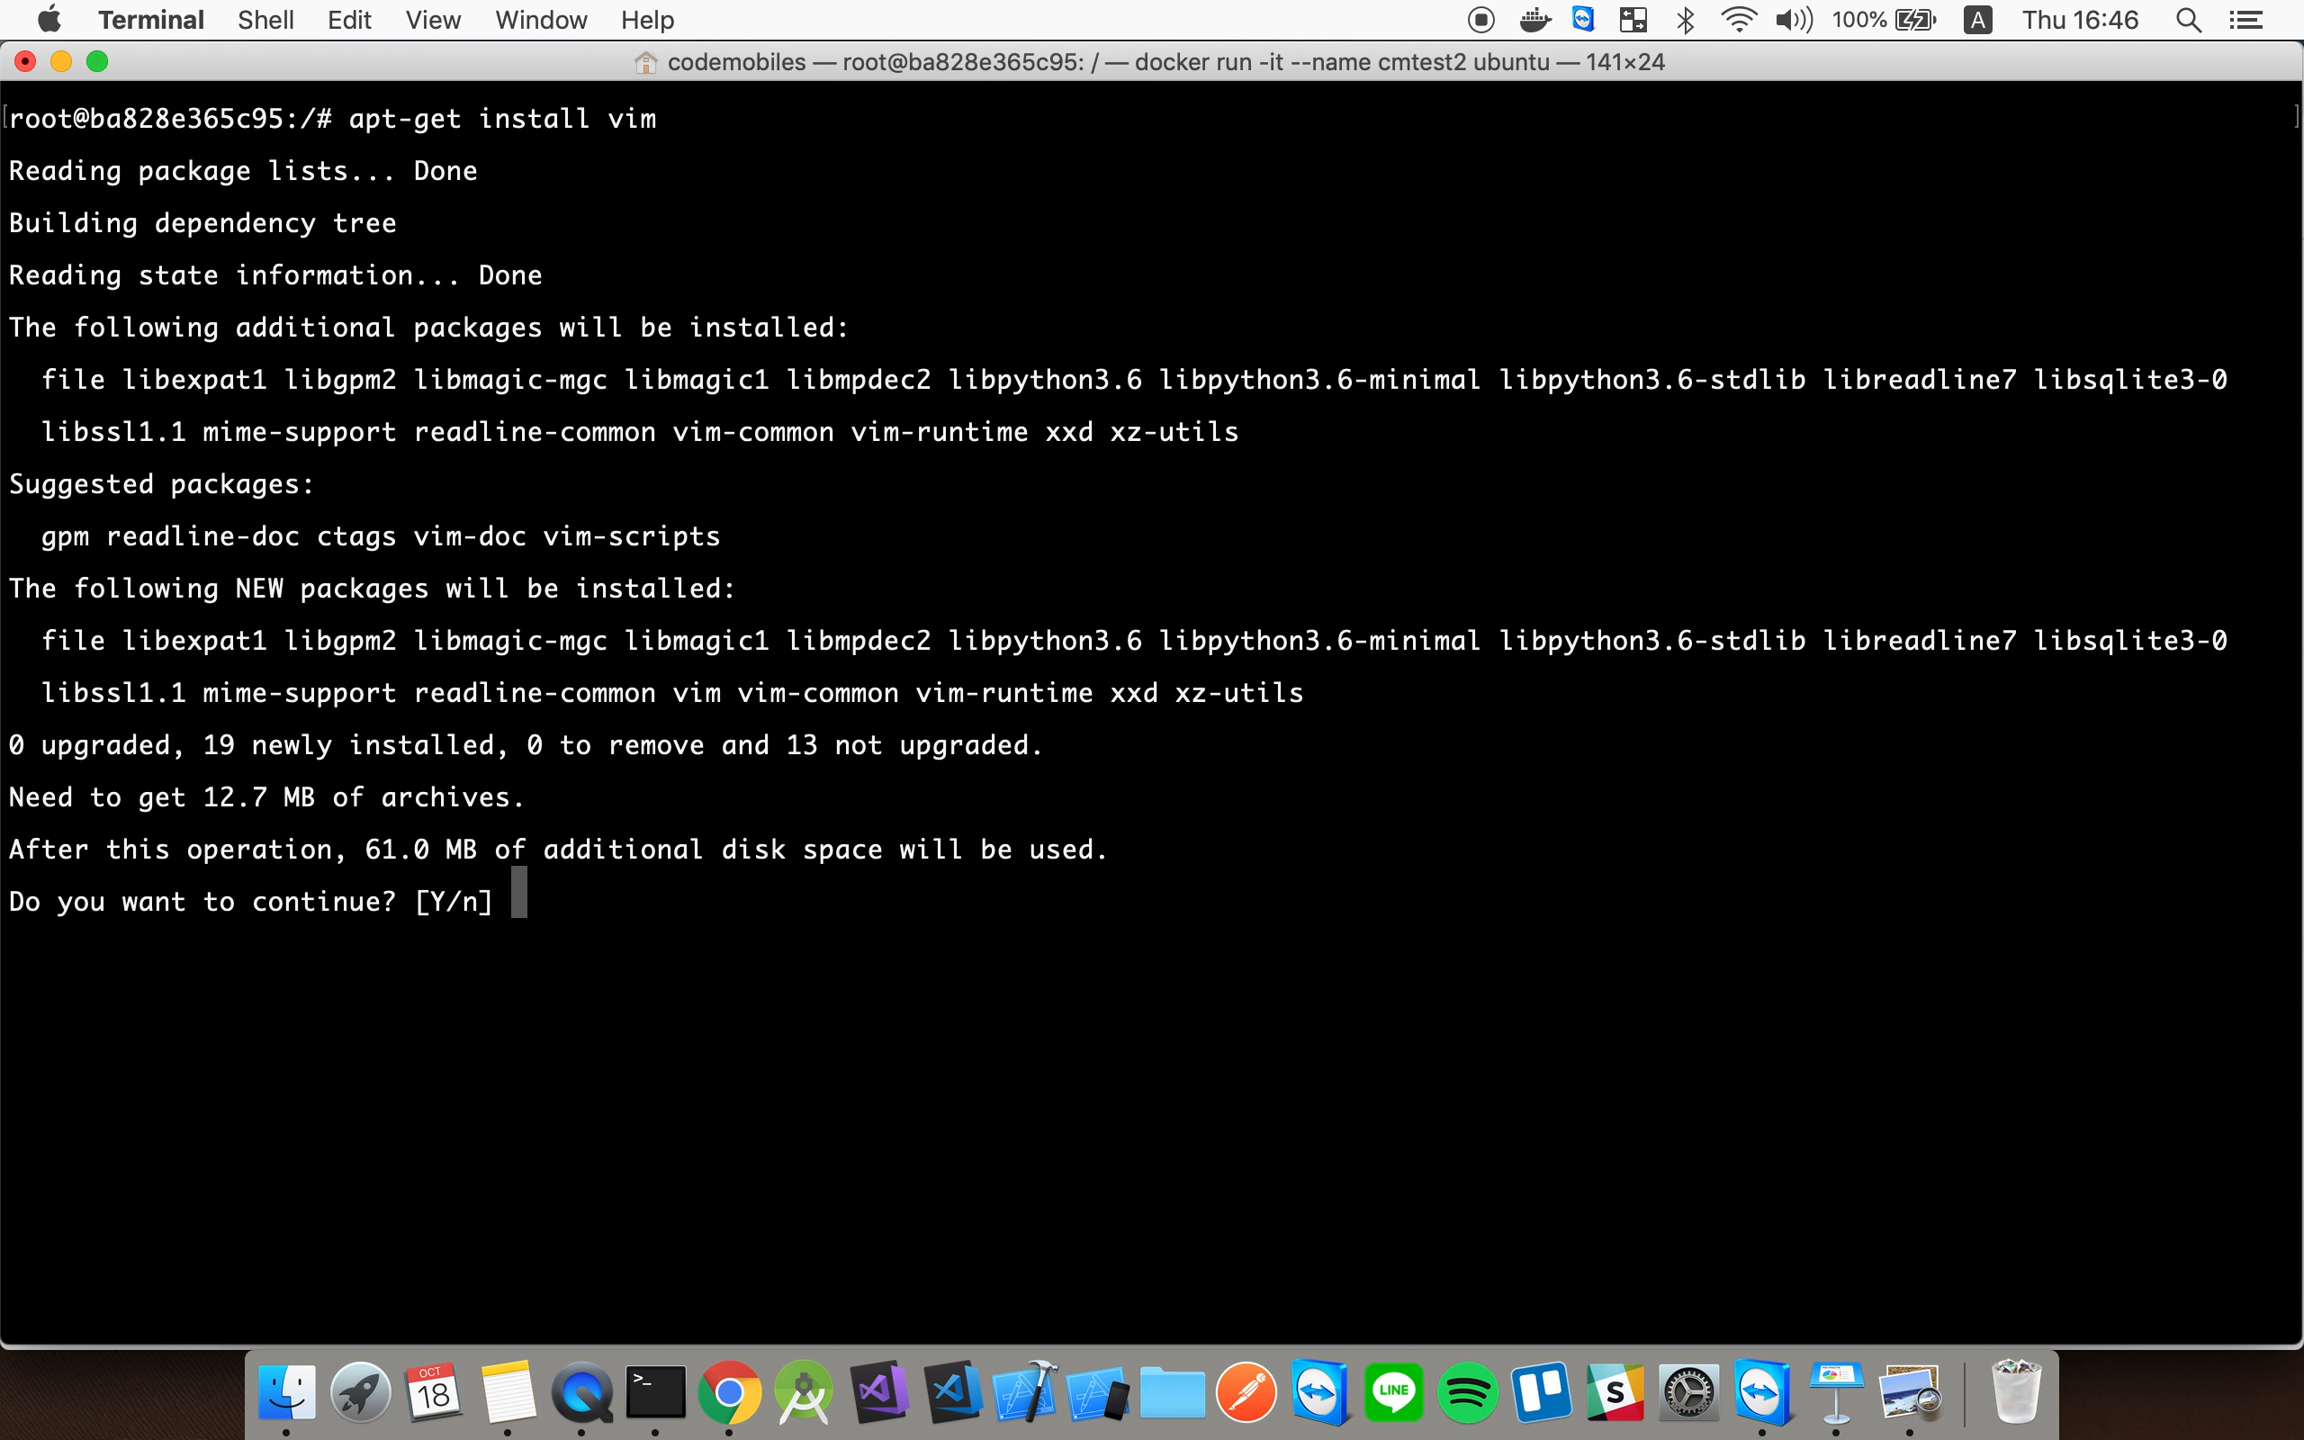 Terminal Shell Edit View Window Help 100% A Thu 16:46
codemobiles — root@ba828e365c95: / — docker run -it --name cmtest2 ubuntu — 141×24
[root@ba828e365c95:/# apt-get install vim ]
Reading package lists... Done
Building dependency tree
Reading state information... Done
The following additional packages will be installed:
  file libexpat1 libgpm2 libmagic-mgc libmagic1 libmpdec2 libpython3.6 libpython3.6-minimal libpython3.6-stdlib libreadline7 libsqlite3-0
  libssl1.1 mime-support readline-common vim-common vim-runtime xxd xz-utils
Suggested packages:
  gpm readline-doc ctags vim-doc vim-scripts
The following NEW packages will be installed:
  file libexpat1 libgpm2 libmagic-mgc libmagic1 libmpdec2 libpython3.6 libpython3.6-minimal libpython3.6-stdlib libreadline7 libsqlite3-0
  libssl1.1 mime-support readline-common vim vim-common vim-runtime xxd xz-utils
0 upgraded, 19 newly installed, 0 to remove and 13 not upgraded.
Need to get 12.7 MB of archives.
After this operation, 61.0 MB of additional disk space will be used.
Do you want to continue? [Y/n]
OCT
18
>_
LINE
S